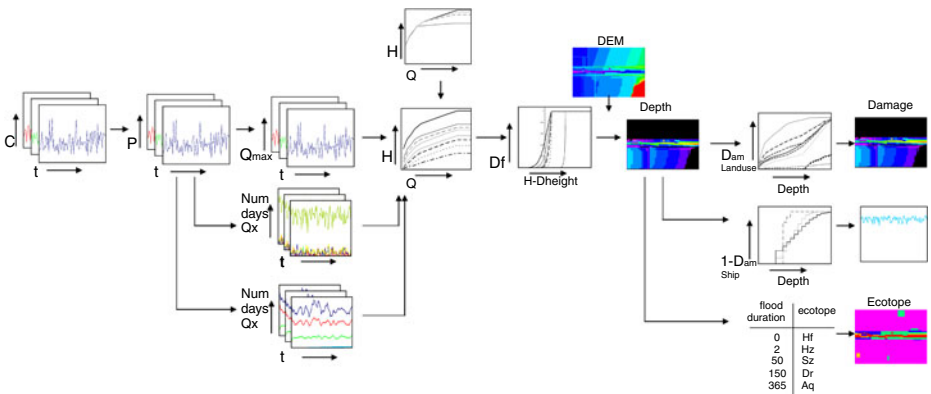 H
Q
DEM
C
t
P
t
Qmax
t
H
Q
Df
H-Dheight
Depth
Dam
Landuse
Depth
Damage
Num
days
Qx
t
1-Dam
Ship
Depth
Num
days
Qx
t
flood
duration
ecotope
0 Hf
2 Hz
50 Sz
150 Dr
365 Aq
Ecotope